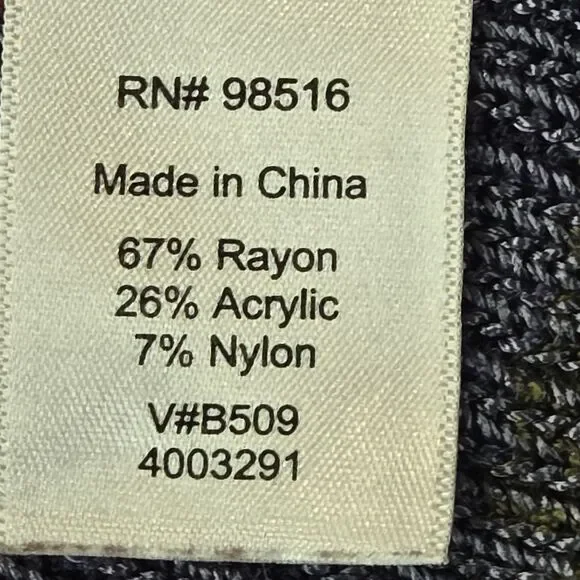 RN# 98516
Made in China
67% Rayon
26% Acrylic
7% Nylon
V#B509
4003291